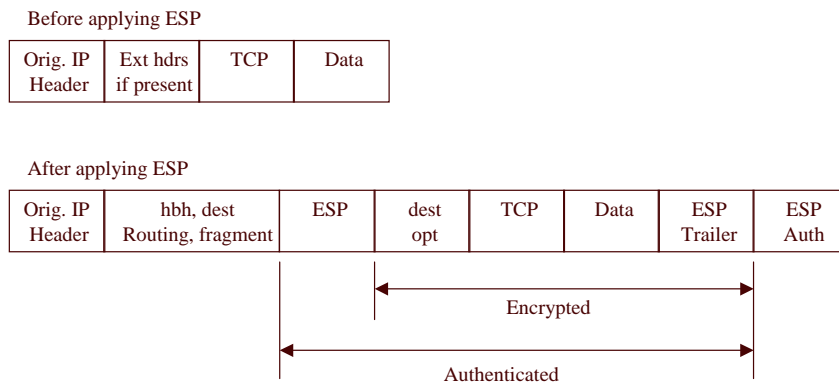 Before applying ESP
Orig. IP Ext hdrs TCP Data
Header if present
After applying ESP
Orig. IP hbh, dest ESP dest TCP Data ESP ESP
Header Routing, fragment opt Trailer Auth
Encrypted
Authenticated